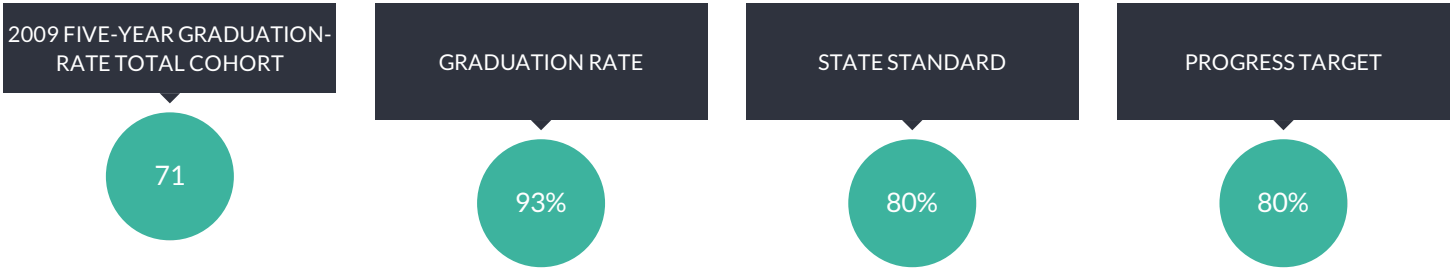 2009 FIVE-YEAR GRADUATION-
RATE TOTAL COHORT
71
GRADUATION RATE
93%
STATE STANDARD
80%
PROGRESS TARGET
80%